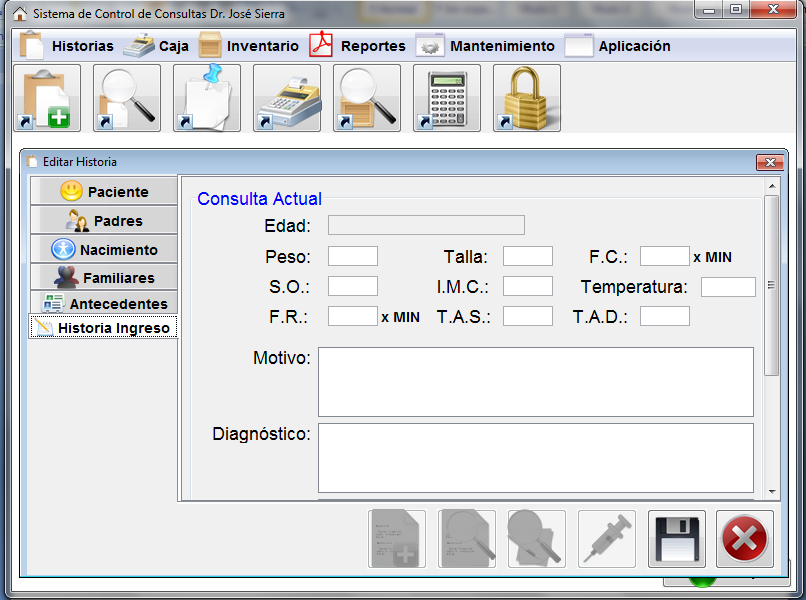 Sistema de Control de Consultas Dr. José Sierra
Historias Caja Inventario Reportes Mantenimiento Aplicación
Editar Historia
Paciente
Padres
Nacimiento
Familiares
Antecedentes
Historia Ingreso
Consulta Actual
Edad:
Peso: Talla: F.C.: x MIN
S.O.: I.M.C.: Temperatura:
F.R.: x MIN T.A.S.: T.A.D.:
Motivo:
Diagnóstico: